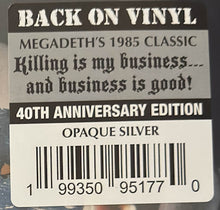 BACK ON VINYL
MEGADETH'S 1985 CLASSIC
Killing is my business...
and business is good!
40TH ANNIVERSARY EDITION
OPAQUE SILVER
1 99350 95177 0